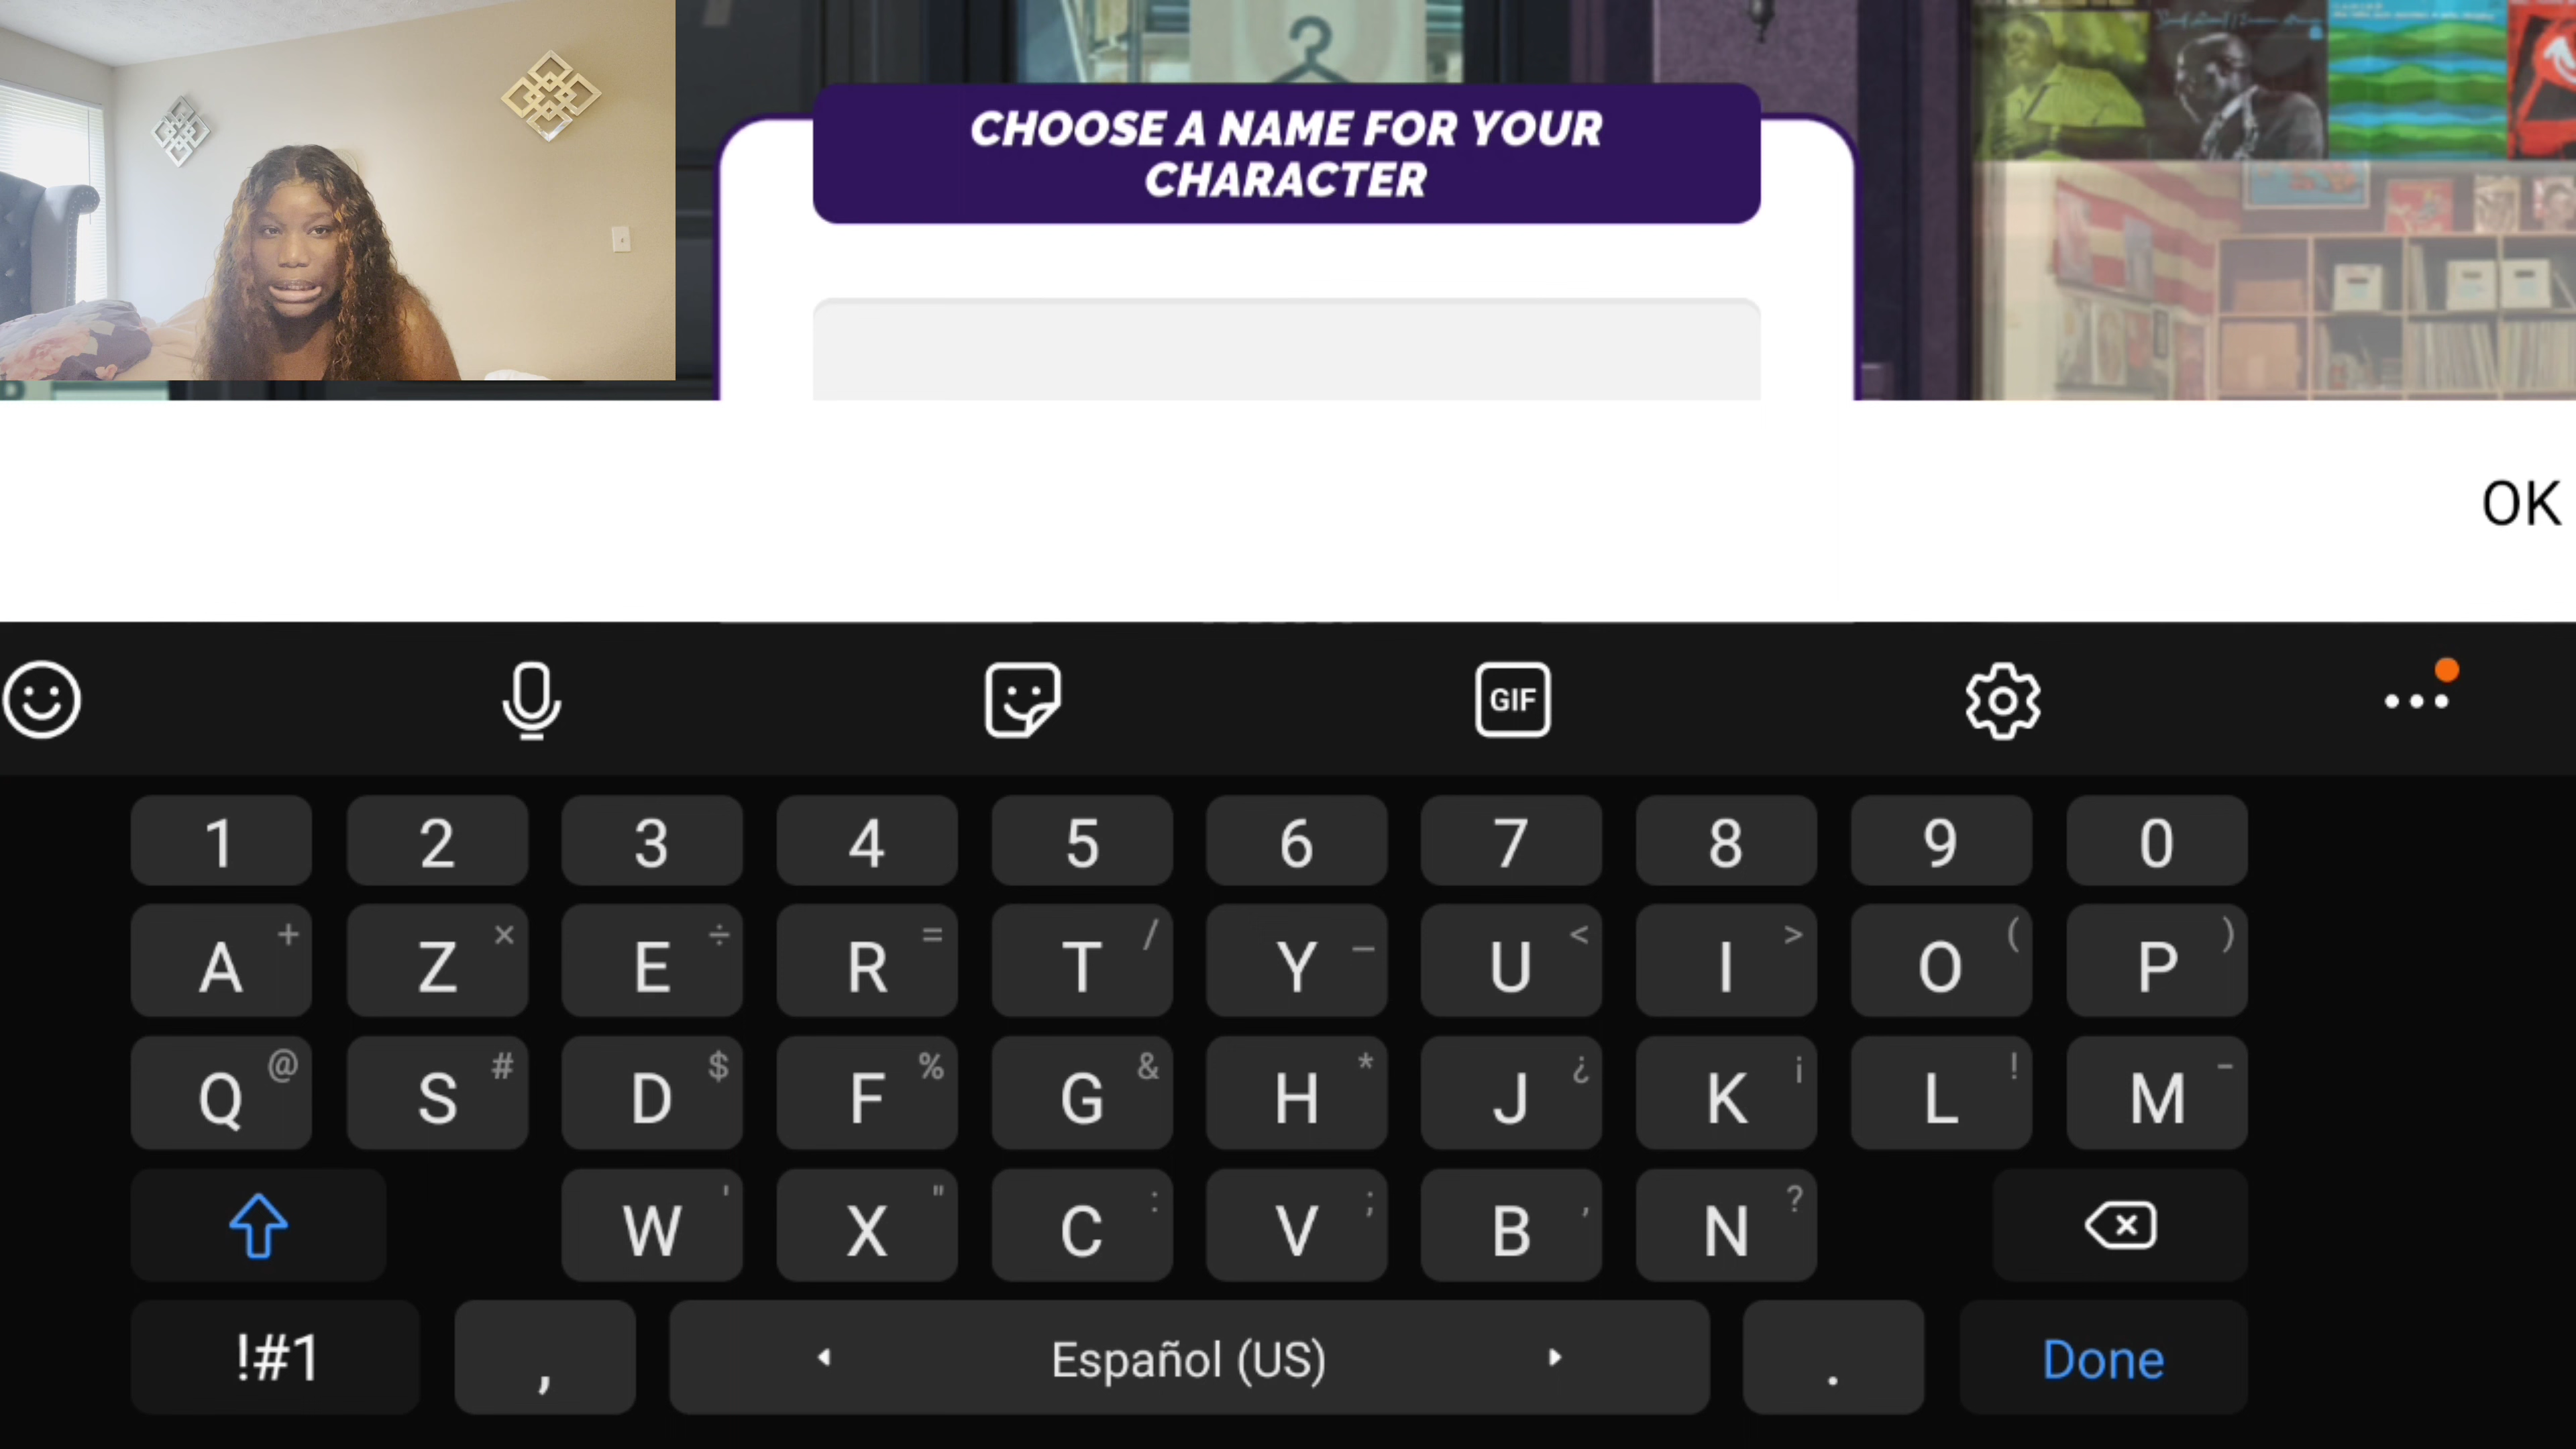 CHOOSE A NAME FOR YOUR
CHARACTER
OK
GIF
1 2 3 4 5 6 7 8 9 0
A + Z × E ÷ R = T / Y _ U < I > O ( P )
Q @ S # D $ F % G & H * J ¿ K ¡ L ! M -
W ' X " C : V ; B , N ?
!#1 , Español (US) . Done